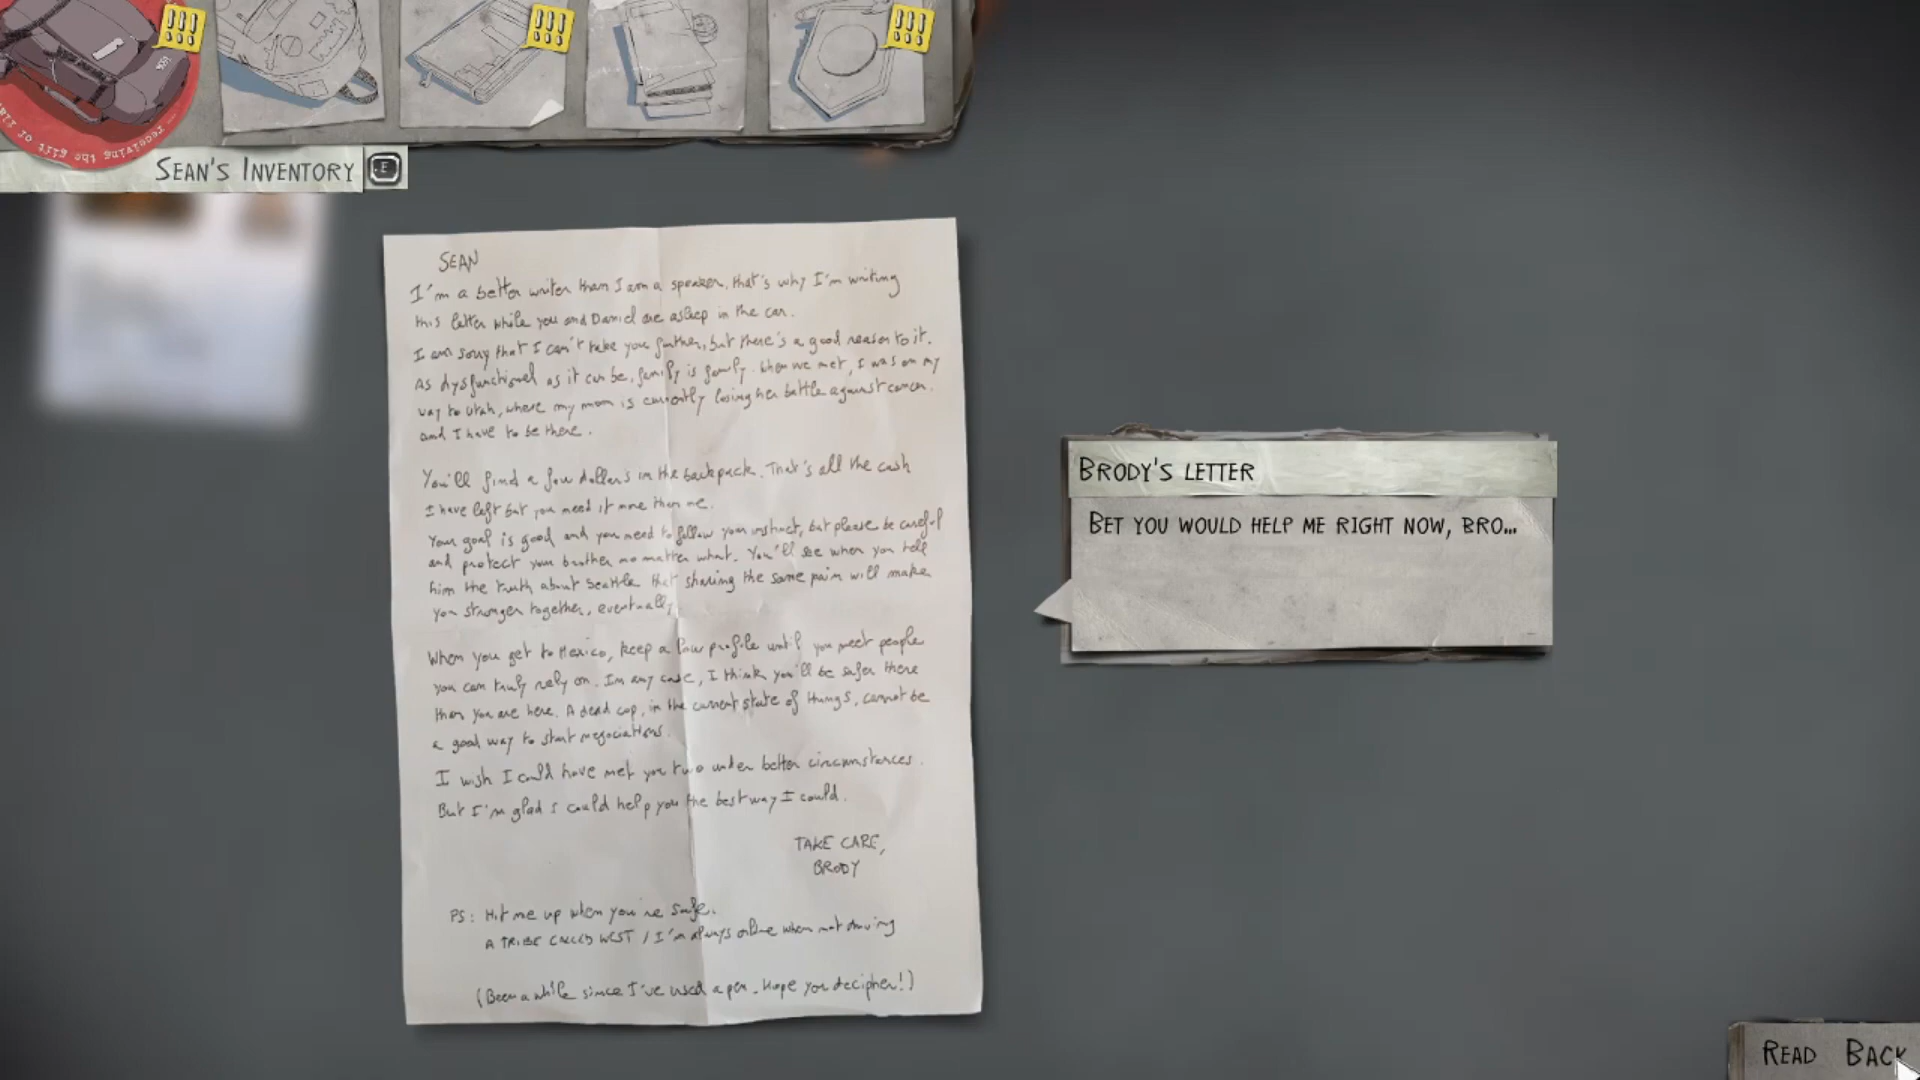 SEAN'S INVENTORY
E
SEAN
I'm a better writer than I am a speaker, that's why I'm writing
this letter while you and Daniel are asleep in the car.
I am sorry that I can't take you further, but there's a good reason to it.
As dysfunctional as it can be, family is family. When we met, I was on my
way to Utah, where my mom is currently losing her battle against cancer.
and I have to be there.
You'll find a few dollars in the backpack. That's all the cash
I have left but you need it more than me.
Your goal is good and you need to follow your instinct, but please be careful
and protect your brother no matter what. You'll see when you tell
him the truth about Seattle that sharing the same pain will make
you stronger together, eventually.
When you get to Mexico, keep a low profile until you meet people
you can truly rely on. In any case, I think you'll be safer there
than you are here. A dead cop, in the current state of things, cannot be
a good way to start negociations.
I wish I could have met you two under better circumstances.
But I'm glad I could help you the best way I could.
TAKE CARE,
BRODY
PS: Hit me up when you're safe.
A TRIBE CALLED WEST / I'm always online when not driving
(Been a while since I've used a pen. Hope you decipher!)
BRODY'S LETTER
BET YOU WOULD HELP ME RIGHT NOW, BRO...
READ BACK